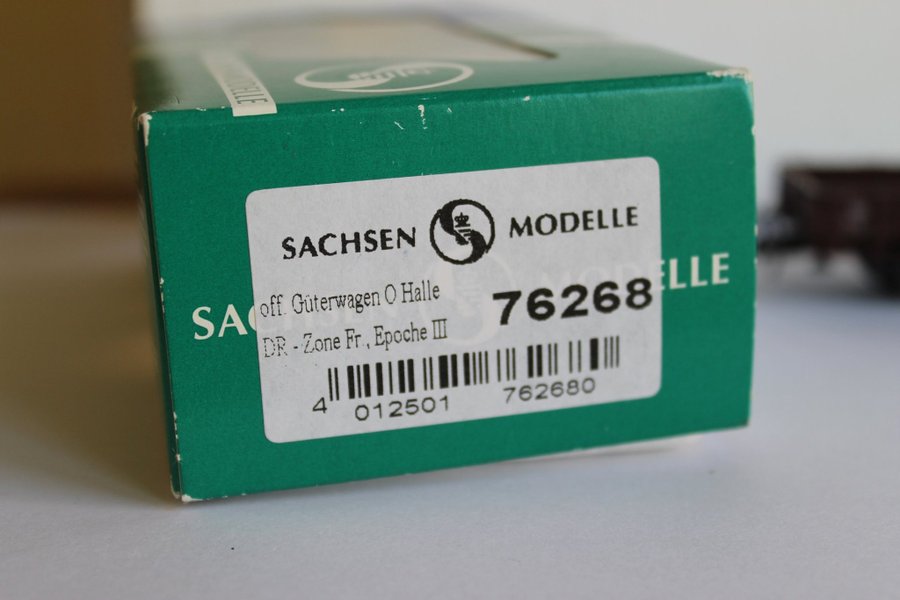 SACHSEN MODELLE
off. Güterwagen O Halle
DR - Zone Fr., Epoche III
76268
4 012501 762680